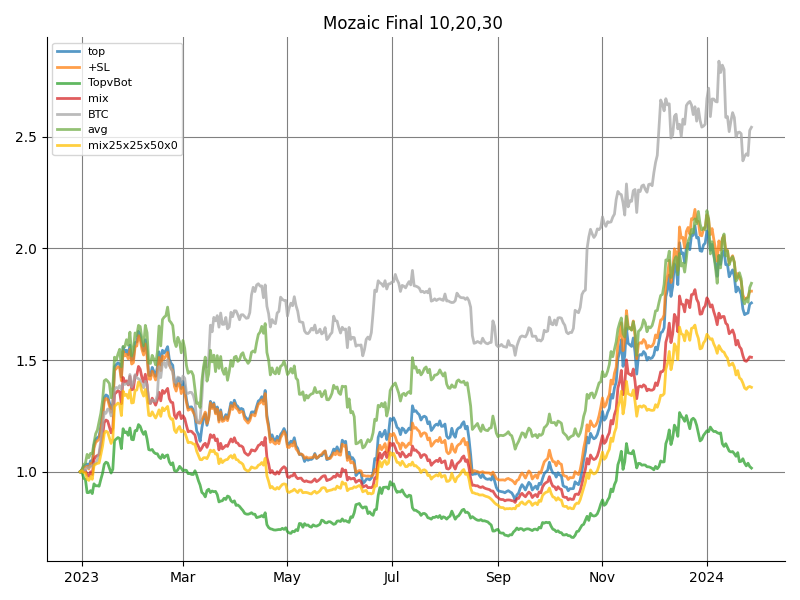 Mozaic Final 10,20,30
top
+SL
TopvBot
mix
BTC
avg
mix25x25x50x0
2.5
2.0
1.5
1.0
2023
Mar
May
Jul
Sep
Nov
2024